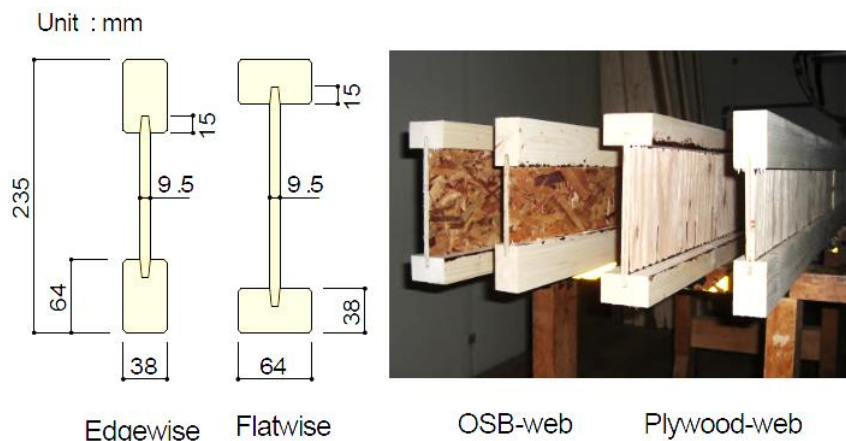 Unit : mm
15
15
9.5
9.5
235
64
38
38
64
Edgewise
Flatwise
OSB-web
Plywood-web